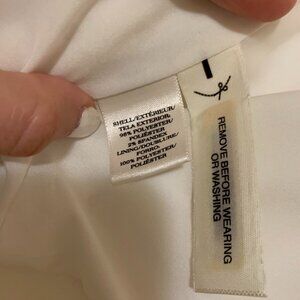 SHELL/EXTÉRIEUR/
TELA EXTERIOR
98% POLYESTER/
POLIÉSTER
2% SPANDEX
LINING/DOUBLURE/
FORRO
100% POLYESTER/
POLIÉSTER
REMOVE BEFORE WEARING
OR WASHING